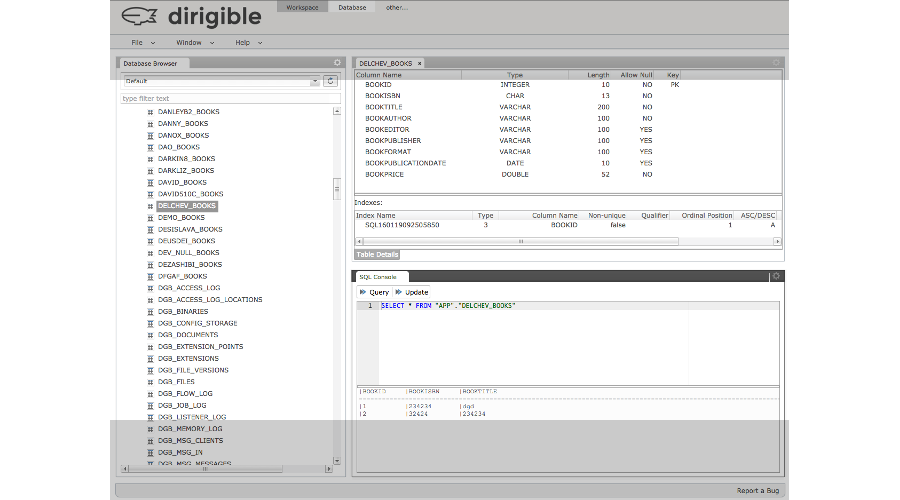 dirigible
Workspace Database other...
File Window Help
Database Browser
Default
type filter text
DANLEYB2_BOOKS
DANNY_BOOKS
DANOX_BOOKS
DAO_BOOKS
DARKIN8_BOOKS
DARKLIZ_BOOKS
DAVID_BOOKS
DAVID510C_BOOKS
DELCHEV_BOOKS
DEMO_BOOKS
DESISLAVA_BOOKS
DEUSDEI_BOOKS
DEV_NULL_BOOKS
DEZASHIBI_BOOKS
DFGAF_BOOKS
DGB_ACCESS_LOG
DGB_ACCESS_LOG_LOCATIONS
DGB_BINARIES
DGB_CONFIG_STORAGE
DGB_DOCUMENTS
DGB_EXTENSION_POINTS
DGB_EXTENSIONS
DGB_FILE_VERSIONS
DGB_FILES
DGB_FLOW_LOG
DGB_JOB_LOG
DGB_LISTENER_LOG
DGB_MEMORY_LOG
DGB_MSG_CLIENTS
DGB_MSG_IN
DGB_MSG_MESSAGES
DELCHEV_BOOKS x
Column Name Type Length Allow Null Key
BOOKID INTEGER 10 NO PK
BOOKISBN CHAR 13 NO
BOOKTITLE VARCHAR 200 NO
BOOKAUTHOR VARCHAR 100 NO
BOOKEDITOR VARCHAR 100 YES
BOOKPUBLISHER VARCHAR 100 YES
BOOKFORMAT VARCHAR 100 YES
BOOKPUBLICATIONDATE DATE 10 YES
BOOKPRICE DOUBLE 52 NO
Indexes:
Index Name Type Column Name Non-unique Qualifier Ordinal Position ASC/DESC
SQL160119092505850 3 BOOKID false 1 A
Table Details
SQL Console
Query Update
1 SELECT * FROM "APP"."DELCHEV_BOOKS"
|BOOKID |BOOKISBN |BOOKTITLE
|1 |234234 |dgd
|2 |32424 |234234
Report a Bug